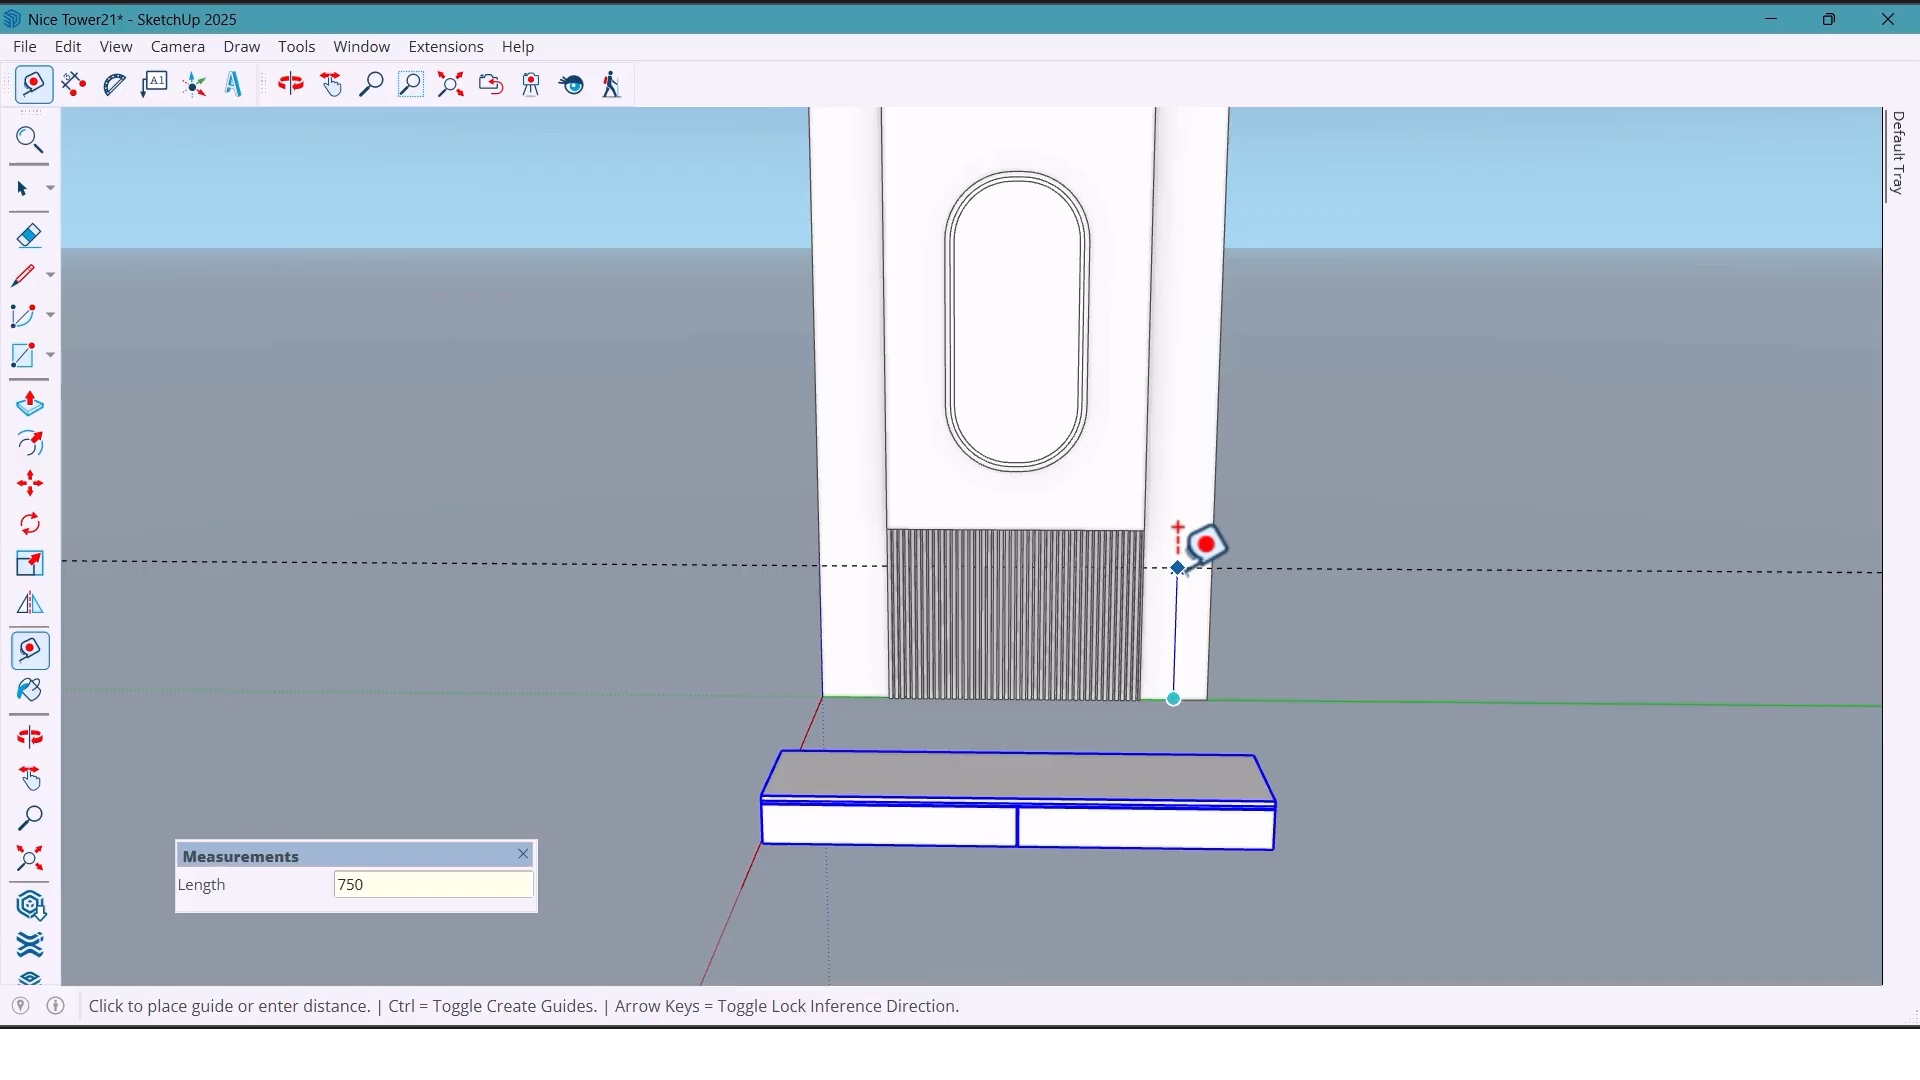 Nice Tower21* - SketchUp 2025
File Edit View Camera Draw Tools Window Extensions Help
A1
Default Tray
Measurements
Length 750
Click to place guide or enter distance. | Ctrl = Toggle Create Guides. | Arrow Keys = Toggle Lock Inference Direction.